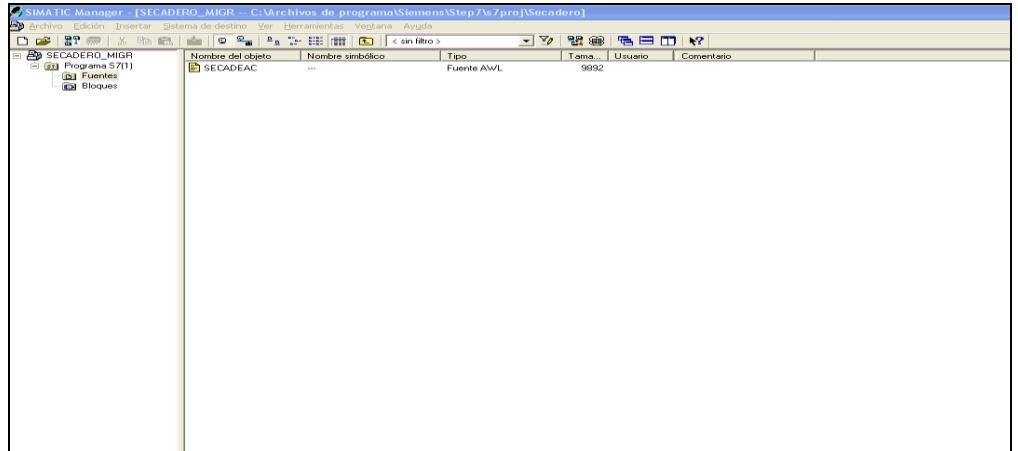 SIMATIC Manager - [SECADERO_MIGR -- C:\Archivos de programa\Siemens\Step7\s7proj\Secadero]
Archivo Edición Insertar Sistema de destino Ver Herramientas Ventana Ayuda
< sin filtro >
SECADERO_MIGR
Programa S7(1)
Fuentes
Bloques
Nombre del objeto Nombre simbólico Tipo Tama... Usuario Comentario
SECADEAC --- Fuente AWL 9892